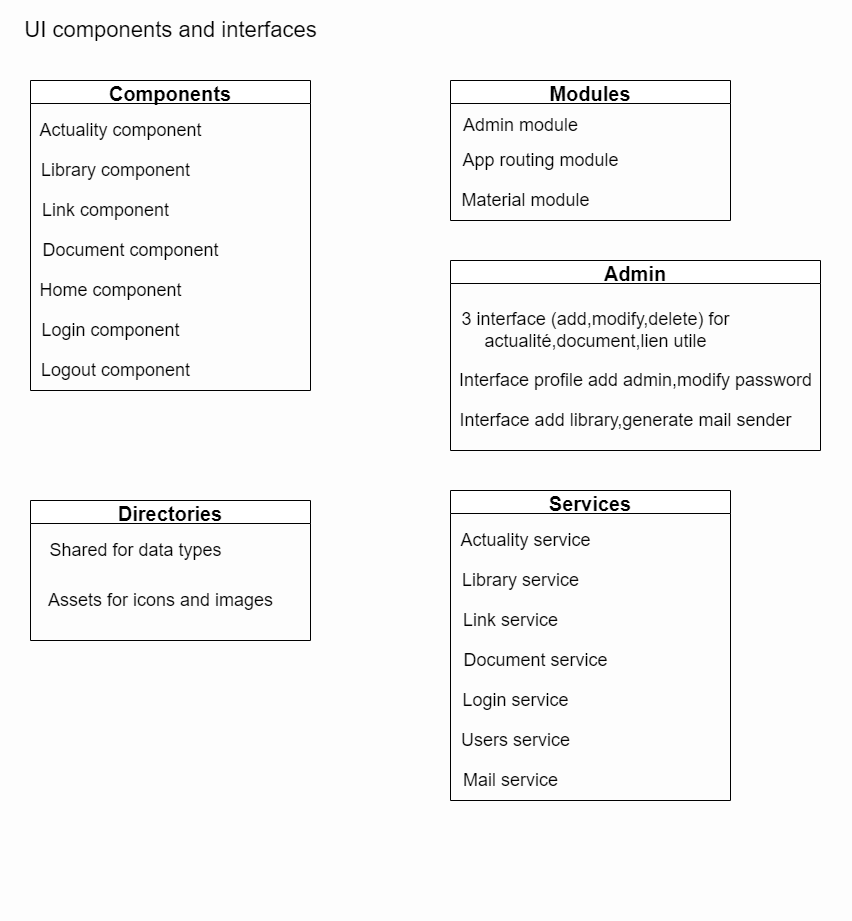 UI components and interfaces
Components
Actuality component
Library component
Link component
Document component
Home component
Login component
Logout component
Modules
Admin module
App routing module
Material module
Admin
3 interface (add,modify,delete) for
actualité,document,lien utile
Interface profile add admin,modify password
Interface add library,generate mail sender
Directories
Shared for data types
Assets for icons and images
Services
Actuality service
Library service
Link service
Document service
Login service
Users service
Mail service